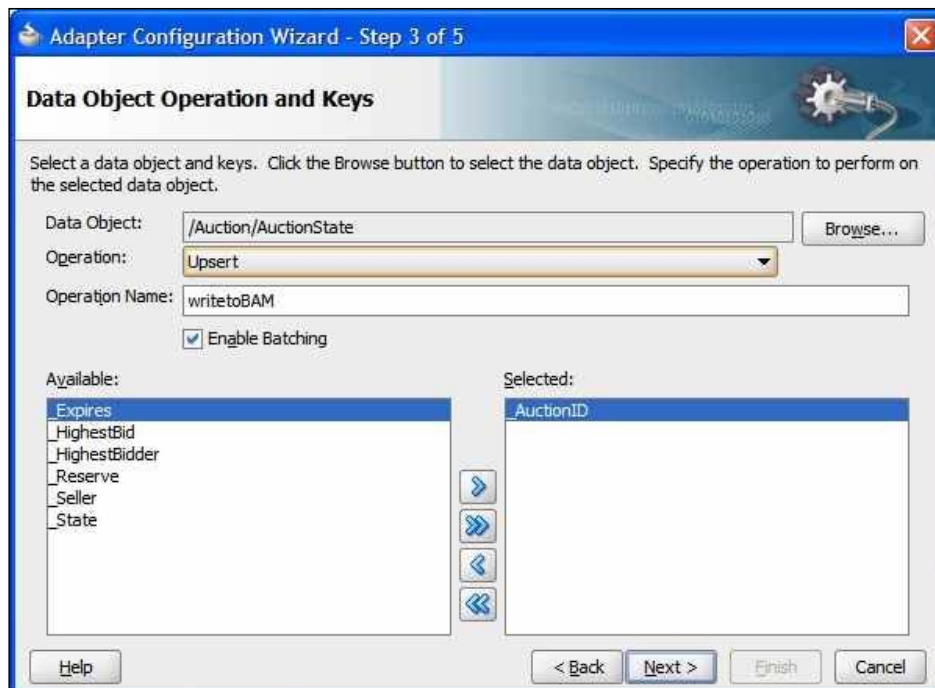 Adapter Configuration Wizard - Step 3 of 5
Data Object Operation and Keys
Select a data object and keys. Click the Browse button to select the data object. Specify the operation to perform on
the selected data object.
Data Object: /Auction/AuctionState Browse...
Operation: Upsert
Operation Name: writetoBAM
Enable Batching
Available: Selected:
_Expires _AuctionID
_HighestBid
_HighestBidder
_Reserve
_Seller
_State
Help < Back Next > Finish Cancel